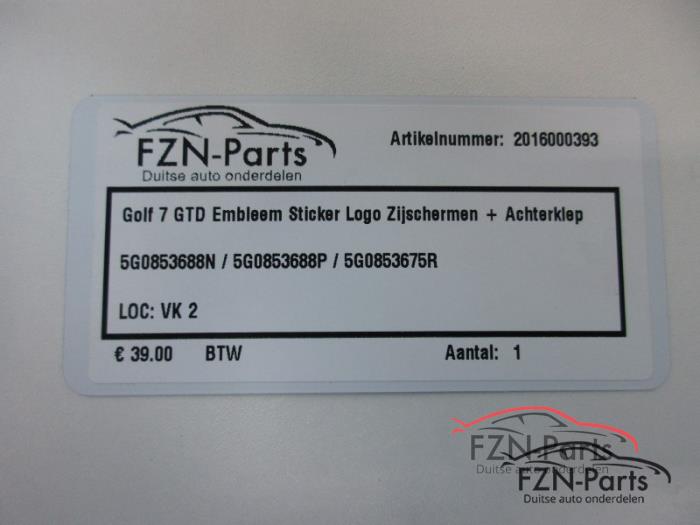 FZN-Parts
Duitse auto onderdelen
Artikelnummer: 2016000393
Golf 7 GTD Embleem Sticker Logo Zijschermen + Achterklep
5G0853688N / 5G0853688P / 5G0853675R
LOC: VK 2
€ 39.00 BTW Aantal: 1
FZN-Parts
Duitse auto onderdelen
FZN-Parts
Duitse auto onderdelen